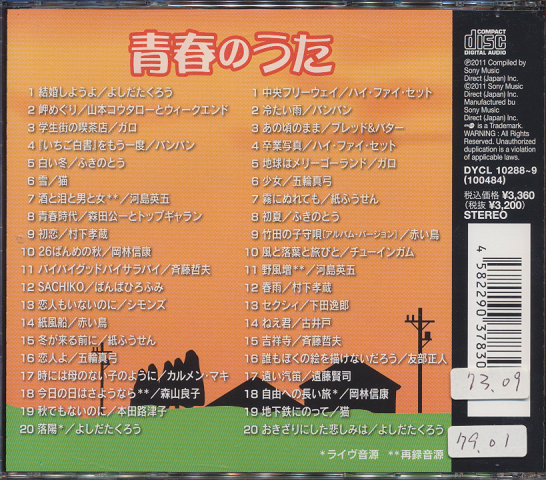 青春のうた
1 結婚しようよ/よしだたくろう
2 岬めぐり/山本コウタローとウィークエンド
3 学生街の喫茶店/ガロ
4 「いちご白書」をもう一度/バンバン
5 白い冬/ふきのとう
6 雪/猫
7 酒と泪と男と女**/河島英五
8 青春時代/森田公一とトップギャラン
9 初恋/村下孝蔵
10 26ばんめの秋/岡林信康
11 バイバイグッドバイサラバイ/斉藤哲夫
12 SACHIKO/ばんばひろふみ
13 恋人もいないのに/シモンズ
14 紙風船/赤い鳥
15 冬が来る前に/紙ふうせん
16 恋人よ/五輪真弓
17 時には母のない子のように/カルメン・マキ
18 今日の日はさようなら**/森山良子
19 秋でもないのに/本田路津子
20 落陽*/よしだたくろう
1 中央フリーウェイ/ハイ・ファイ・セット
2 冷たい雨/バンバン
3 あの頃のまま/ブレッド&バター
4 卒業写真/ハイ・ファイ・セット
5 地球はメリーゴーランド/ガロ
6 少女/五輪真弓
7 霧にぬれても/紙ふうせん
8 初夏/ふきのとう
9 竹田の子守唄[アルバム・バージョン]/赤い鳥
10 風と落葉と旅びと/チューインガム
11 野風増**/河島英五
12 春雨/村下孝蔵
13 セクシィ/下田逸郎
14 ねえ君/古井戸
15 吉祥寺/斉藤哲夫
16 誰もぼくの絵を描けないだろう/友部正人
17 遠い汽笛/遠藤賢司
18 自由への長い旅*/岡林信康
19 地下鉄にのって/猫
20 おきざりにした悲しみは/よしだたくろう
*ライヴ音源 **再録音源
COMPACT
disc
DIGITAL AUDIO
℗2011 Compiled by
Sony Music
Direct (Japan) Inc.
©2011 Sony Music
Direct (Japan) Inc.
Manufactured by
Sony Music
Direct (Japan) Inc.
is a Trademark.
WARNING : All Rights
Reserved. Unauthorized
duplication is a violation
of applicable laws.
DYCL 10288~9
(100484)
税込価格 ¥3,360
(税抜 ¥3,200)
STEREO
4 582290 37830
73.09
79.01